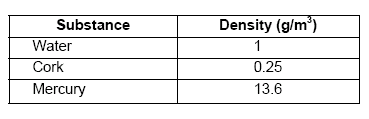 Substance Density (g/m³)
Water 1
Cork 0.25
Mercury 13.6